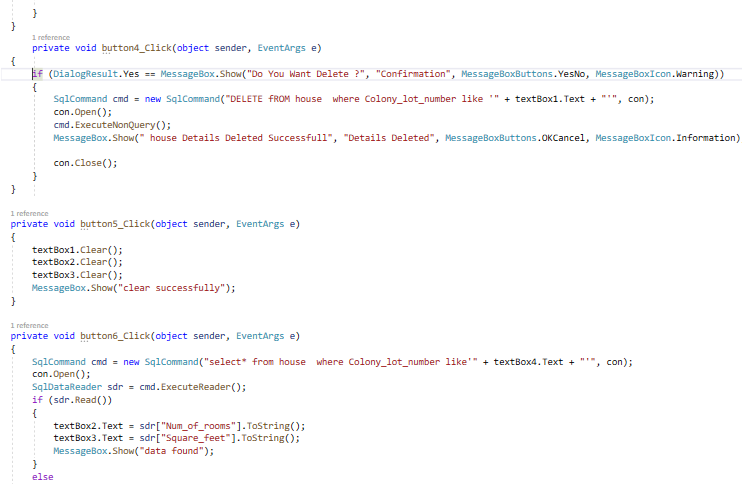 }
}
1 reference
private void button4_Click(object sender, EventArgs e)
{
if (DialogResult.Yes == MessageBox.Show("Do You Want Delete ?", "Confirmation", MessageBoxButtons.YesNo, MessageBoxIcon.Warning))
{
SqlCommand cmd = new SqlCommand("DELETE fROM house  where Colony_lot_number like '" + textBox1.Text + "'", con);
con.Open();
cmd.ExecuteNonQuery();
MessageBox.Show(" house Details Deleted Successfull", "Details Deleted", MessageBoxButtons.OKCancel, MessageBoxIcon.Information)
con.Close();
}
}
1 reference
private void button5_Click(object sender, EventArgs e)
{
textBox1.Clear();
textBox2.Clear();
textBox3.Clear();
MessageBox.Show("clear successfully");
}
1 reference
private void button6_Click(object sender, EventArgs e)
{
SqlCommand cmd = new SqlCommand("select* from house  where Colony_lot_number like'" + textBox4.Text + "'", con);
con.Open();
SqlDataReader sdr = cmd.ExecuteReader();
if (sdr.Read())
{
textBox2.Text = sdr["Num_of_rooms"].ToString();
textBox3.Text = sdr["Square_feet"].ToString();
MessageBox.Show("data found");
}
else